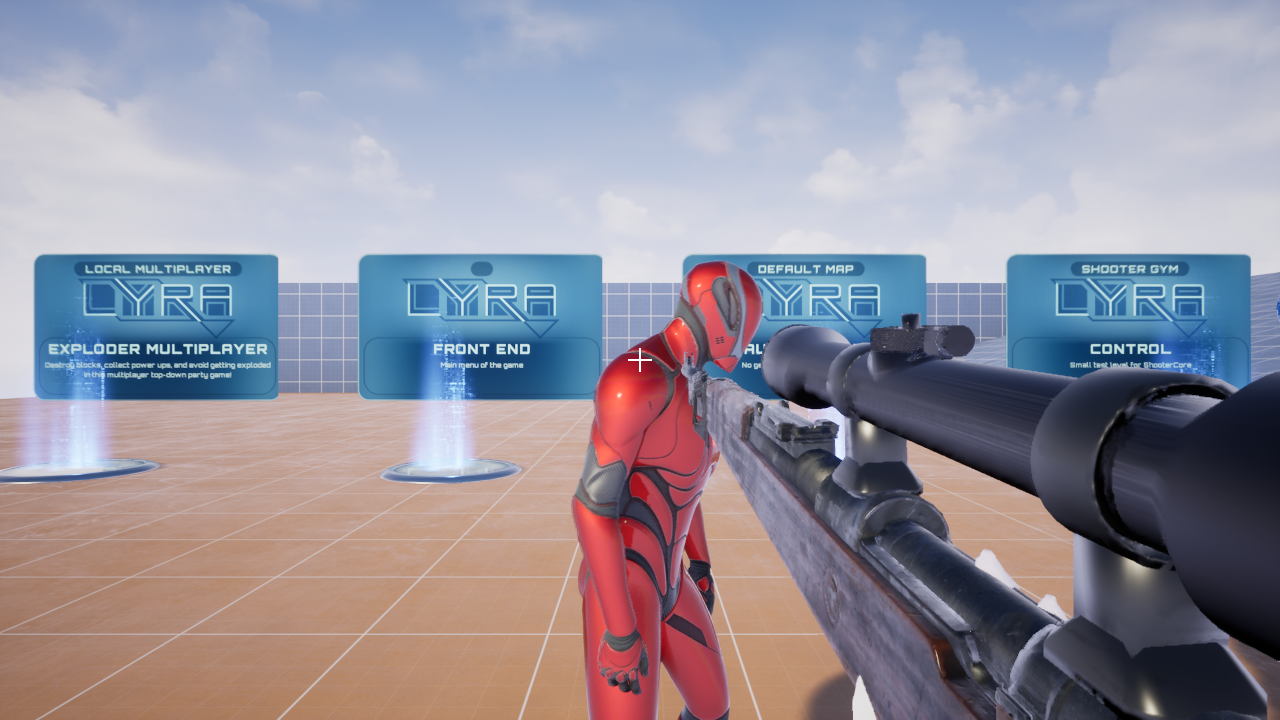 LOCAL MULTIPLAYER
LYRA
EXPLODER MULTIPLAYER
Destroy blocks, collect power ups, and avoid getting exploded
in this multiplayer top-down party game!
LYRA
FRONT END
Main menu of the game
DEFAULT MAP
LYRA
No
SHOOTER GYM
LYRA
CONTROL
Small test level for ShooterCore